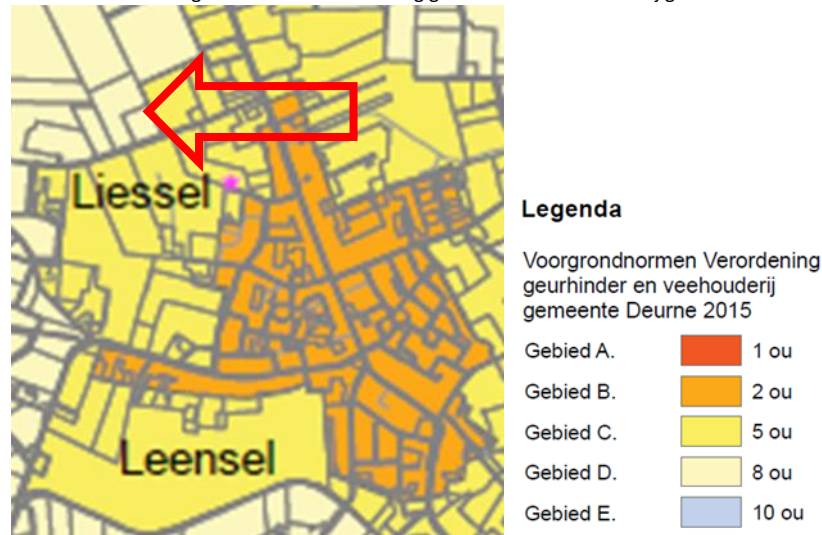 Liessel
Leensel
Legenda
Voorgrondnormen Verordening
geurhinder en veehouderij
gemeente Deurne 2015
Gebied A. 1 ou
Gebied B. 2 ou
Gebied C. 5 ou
Gebied D. 8 ou
Gebied E. 10 ou